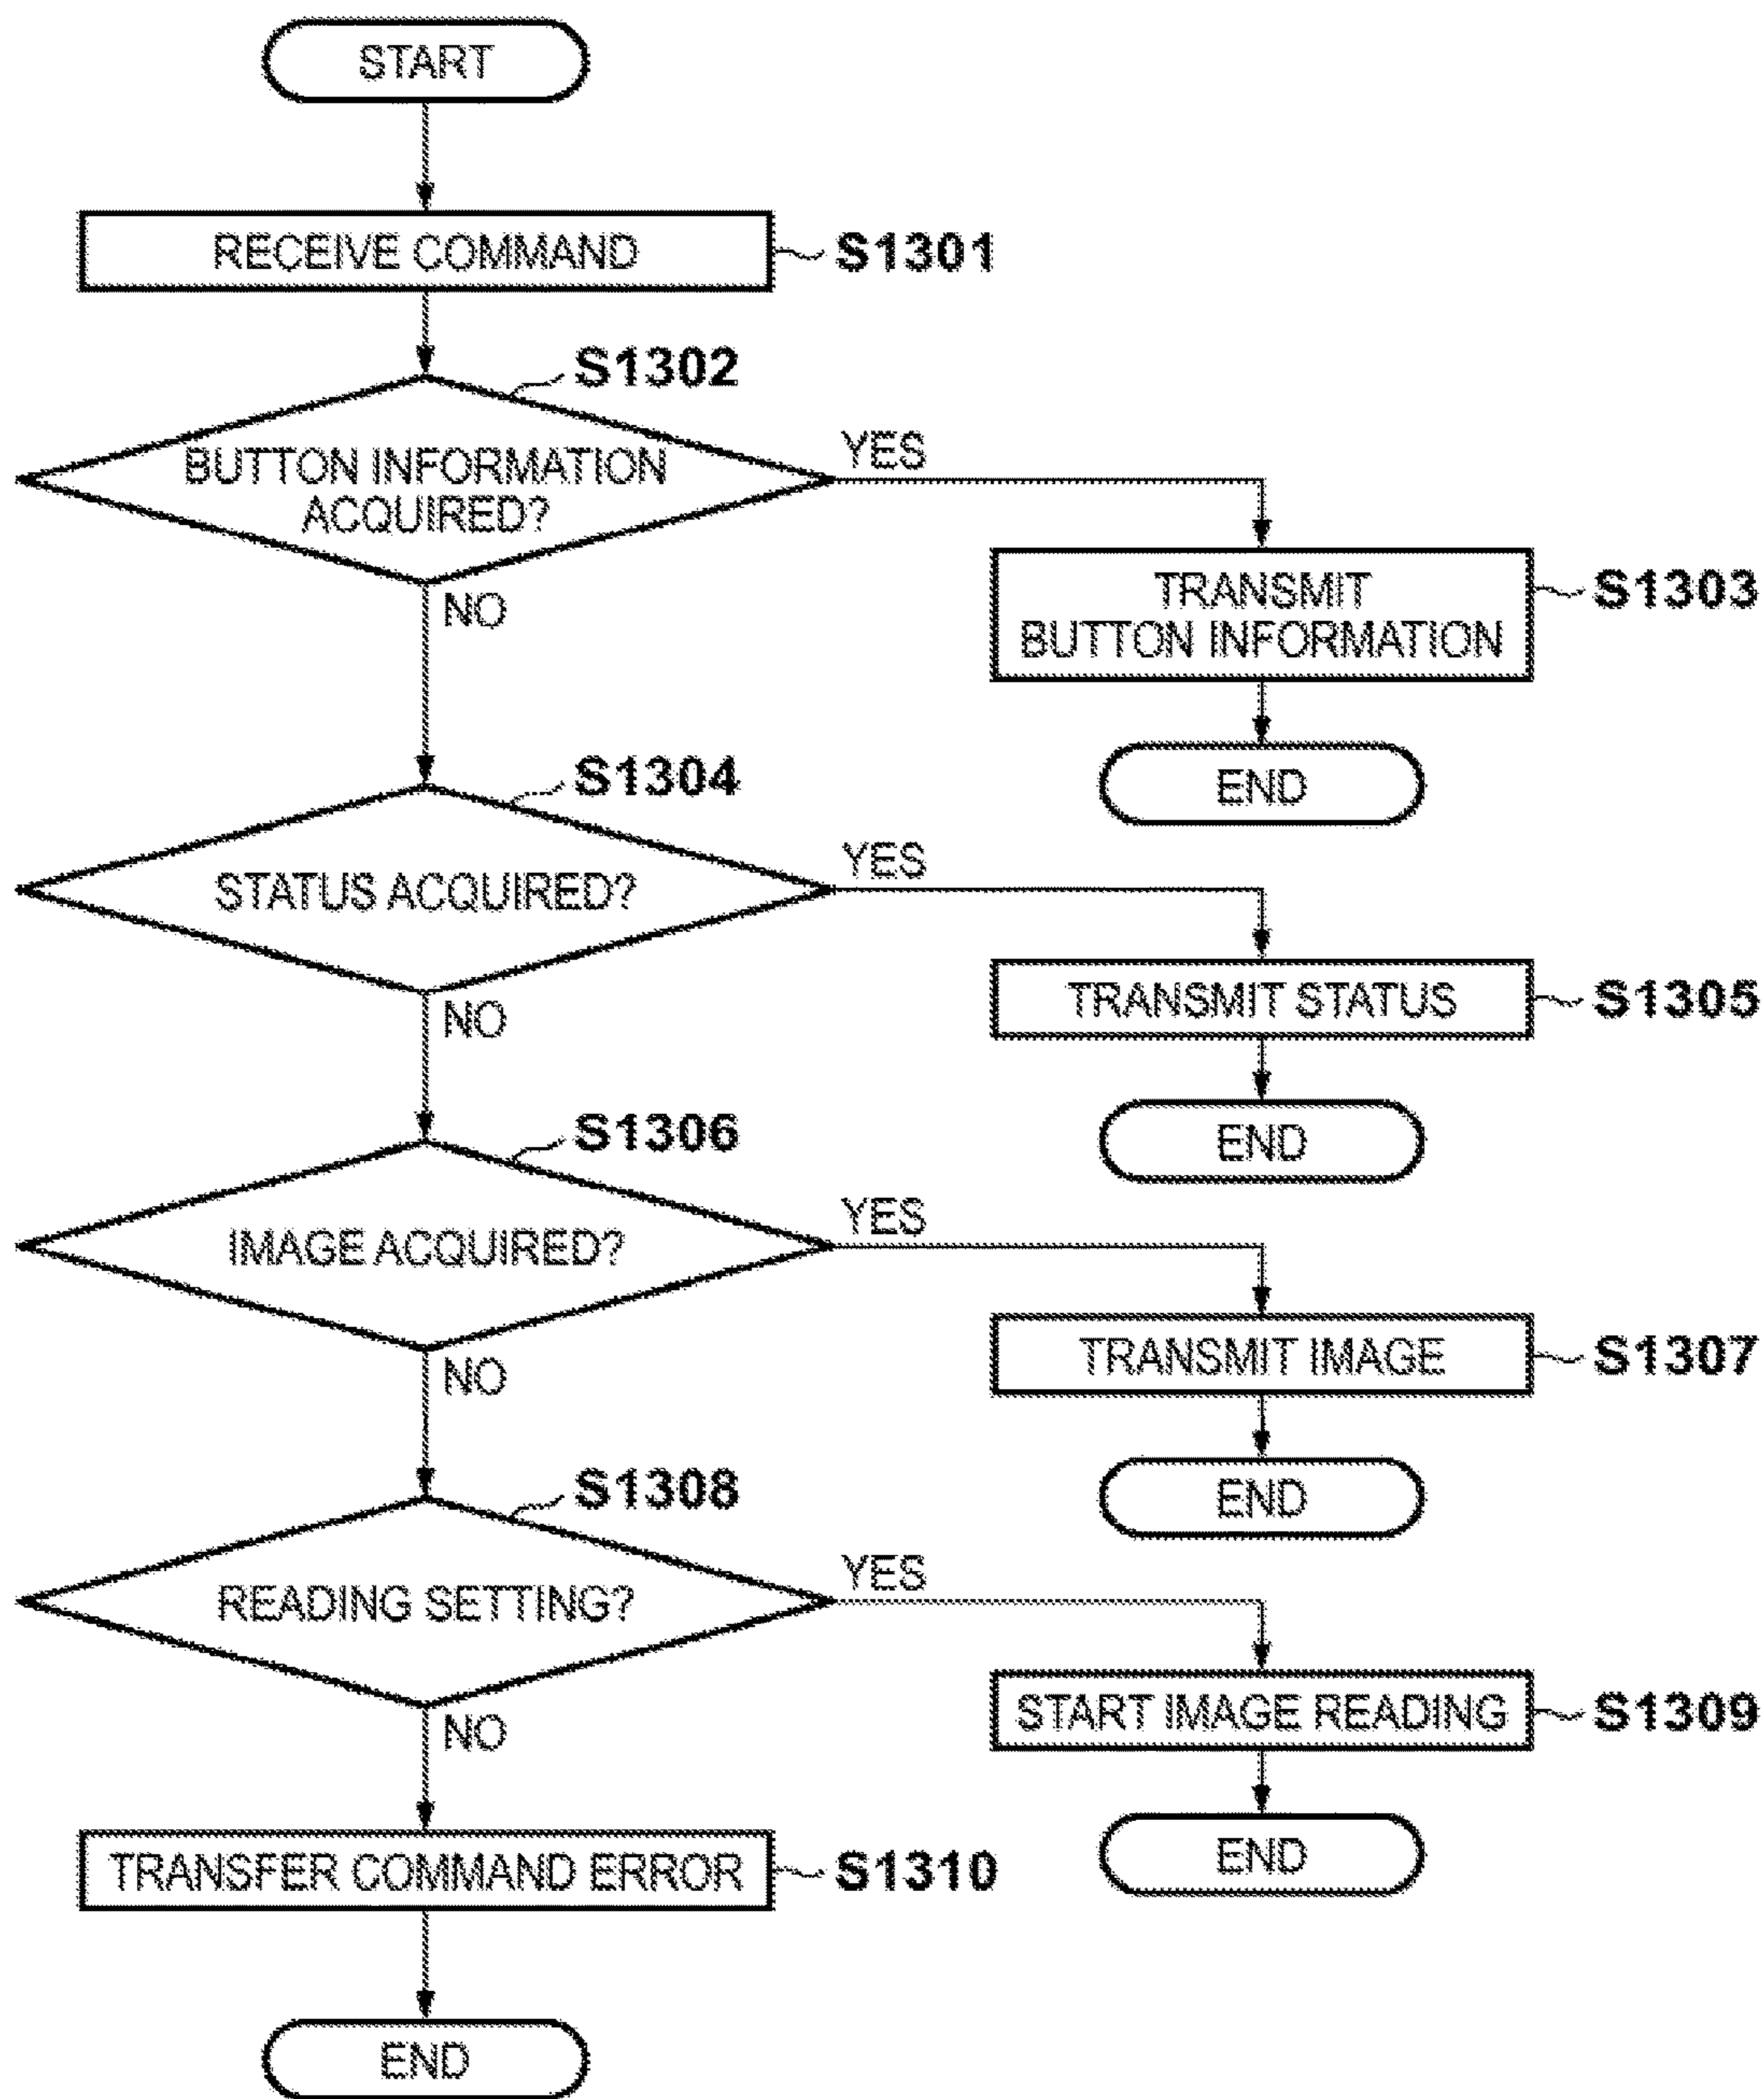 START
RECEIVE COMMAND
S1301
S1302
BUTTON INFORMATION
ACQUIRED?
YES
NO
TRANSMIT
BUTTON INFORMATION
S1303
END
S1304
STATUS ACQUIRED?
YES
NO
TRANSMIT STATUS
S1305
END
S1306
IMAGE ACQUIRED?
YES
NO
TRANSMIT IMAGE
S1307
END
S1308
READING SETTING?
YES
NO
START IMAGE READING
S1309
END
TRANSFER COMMAND ERROR
S1310
END